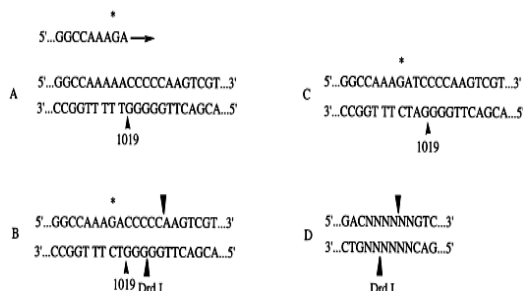 *
5'...GGCCAAAGA
A
5'...GGCCAAAAACCCCCAAGTCGT...3'
3'...CCGGTT TT TGGGGGTTCAGCA...5'
1019
B
*
5'...GGCCAAAGACCCCCAAGTCGT...3'
3'...CCGGTT TT CTGGGGGTTCAGCA...5'
1019 Drd I
C
*
5'...GGCCAAAGATCCCCAAGTCGT...3'
3'...CCGGTT TT CTAGGGGTTCAGCA...5'
1019
D
5'...GACNNNNNNGTC...3'
3'...CTGNNNNNNCAG...5'
Drd I